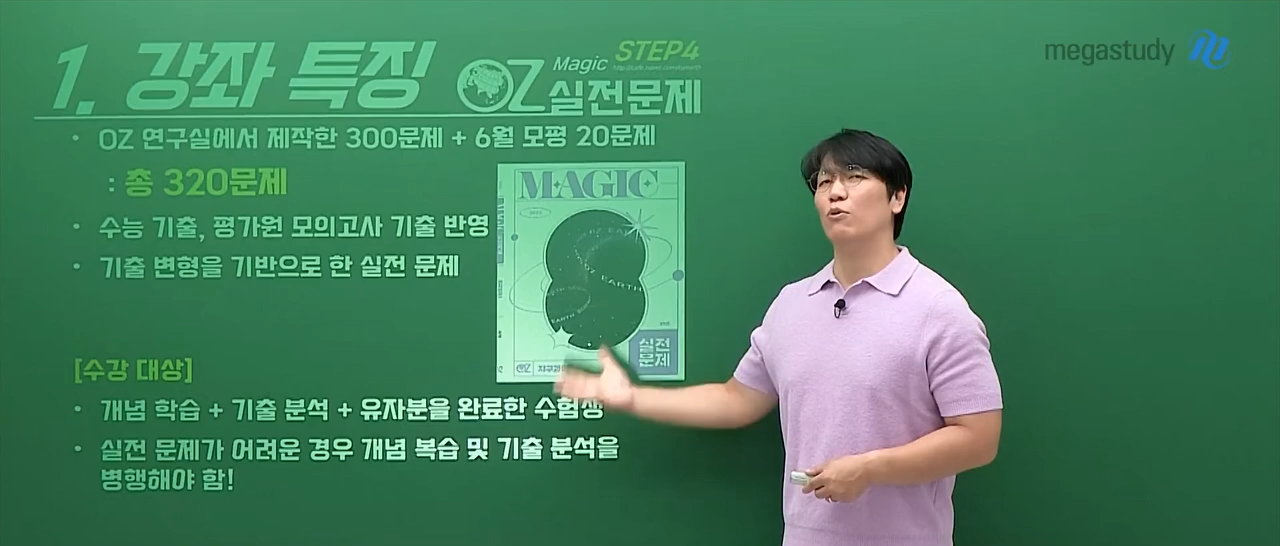 1. 강좌 특징 OZ Magic STEP4 실전문제
megastudy
• OZ 연구실에서 제작한 300문제 + 6월 모평 20문제
: 총 320문제
• 수능 기출, 평가원 모의고사 기출 반영
• 기출 변형을 기반으로 한 실전 문제
MAGIC
EARTH
실전
문제
OZ 지구과
[수강 대상]
• 개념 학습 + 기출 분석 + 유자분을 완료한 수험생
• 실전 문제가 어려운 경우 개념 복습 및 기출 분석을
병행해야 함!